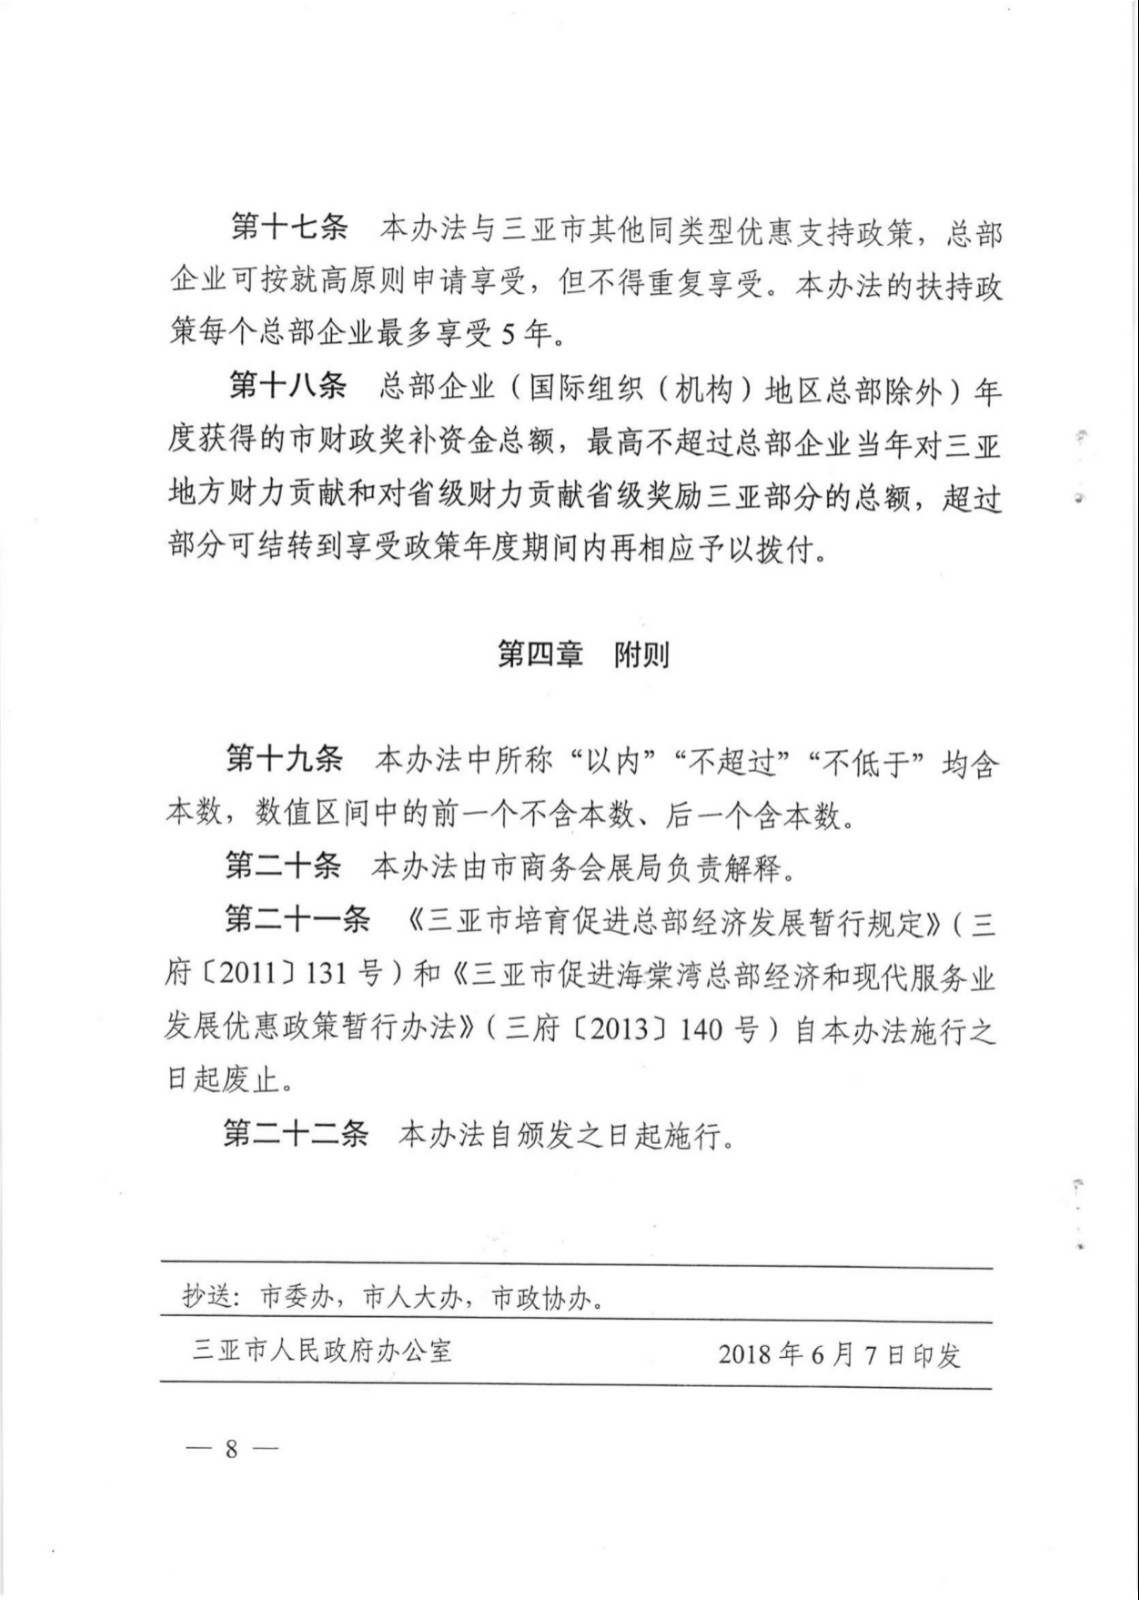 第十七条 本办法与三亚市其他同类型优惠支持政策，总部
企业可按就高原则申请享受，但不得重复享受。本办法的扶持政
策每个总部企业最多享受 5 年。
第十八条 总部企业（国际组织（机构）地区总部除外）年
度获得的市财政奖补资金总额，最高不超过总部企业当年对三亚
地方财力贡献和对省级财力贡献省级奖励三亚部分的总额，超过
部分可结转到享受政策年度期间内再相应予以拨付。
第四章 附则
第十九条 本办法中所称“以内”“不超过”“不低于”均含
本数，数值区间中的前一个不含本数、后一个含本数。
第二十条 本办法由市商务会展局负责解释。
第二十一条 《三亚市培育促进总部经济发展暂行规定》（三
府〔2011〕131 号）和《三亚市促进海棠湾总部经济和现代服务业
发展优惠政策暂行办法》（三府〔2013〕140 号）自本办法施行之
日起废止。
第二十二条 本办法自颁发之日起施行。
抄送：市委办，市人大办，市政协办。
三亚市人民政府办公室 2018 年 6 月 7 日印发
— 8 —